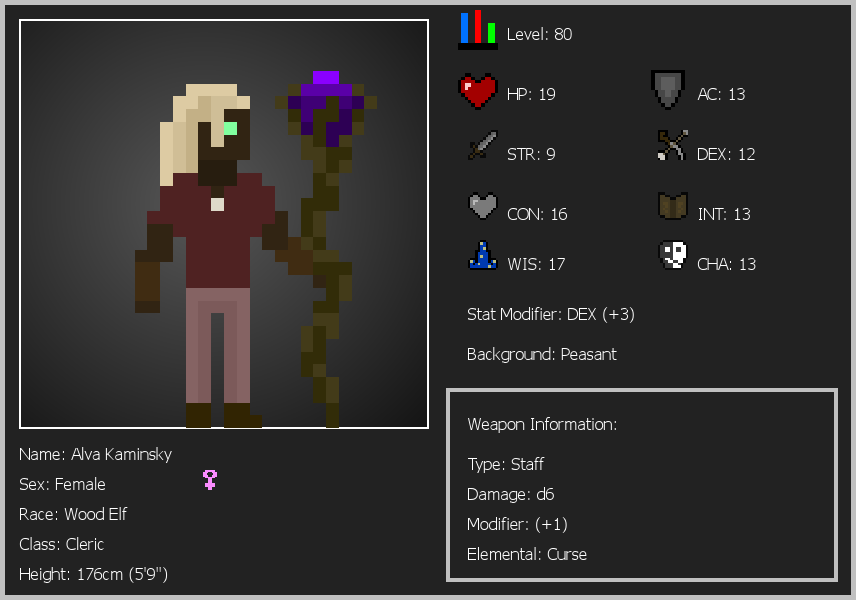 Level: 80
HP: 19
AC: 13
STR: 9
DEX: 12
CON: 16
INT: 13
WIS: 17
CHA: 13
Stat Modifier: DEX (+3)
Background: Peasant
Weapon Information:
Type: Staff
Damage: d6
Modifier: (+1)
Elemental: Curse
Name: Alva Kaminsky
Sex: Female
Race: Wood Elf
Class: Cleric
Height: 176cm (5'9")